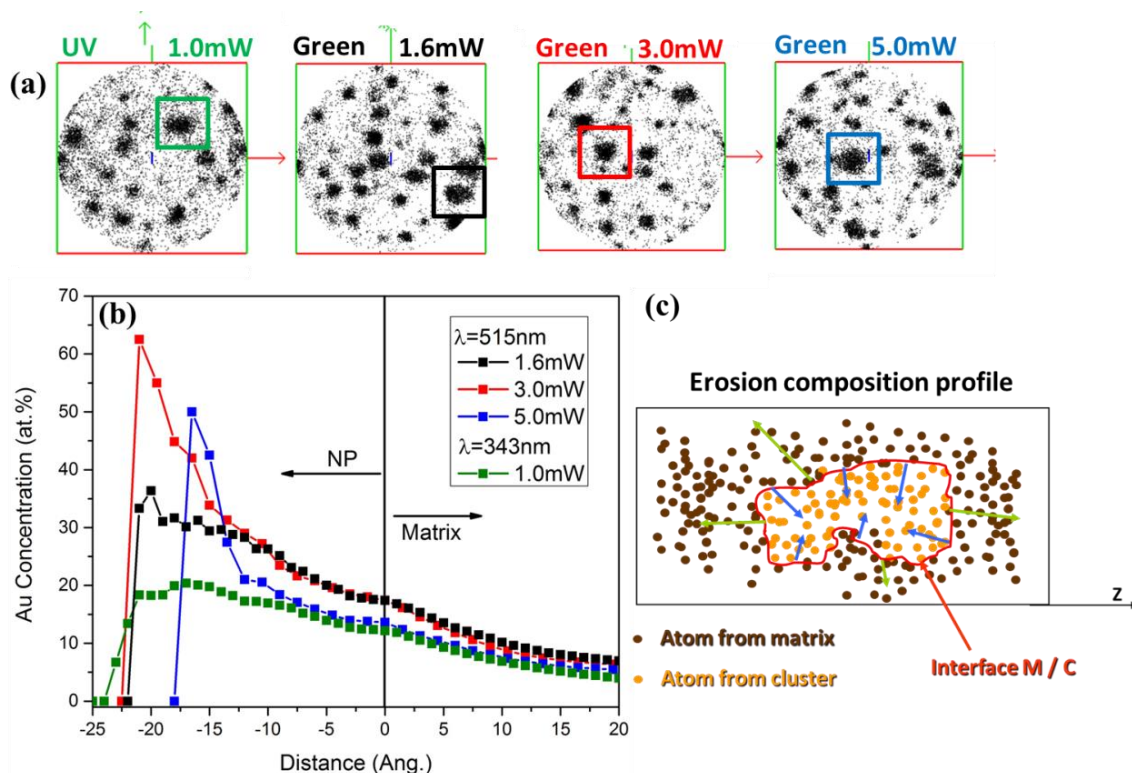 UV 1.0mW Green 1.6mW Green 3.0mW Green 5.0mW
(a)
(b)
70
60
50
40
30
20
10
0
Au Concentration (at.%)
NP
Matrix
λ=515nm
1.6mW
3.0mW
5.0mW
λ=343nm
1.0mW
-25 -20 -15 -10 -5 0 5 10 15 20
Distance (Ang.)
(c)
Erosion composition profile
z
Atom from matrix
Atom from cluster
Interface M / C